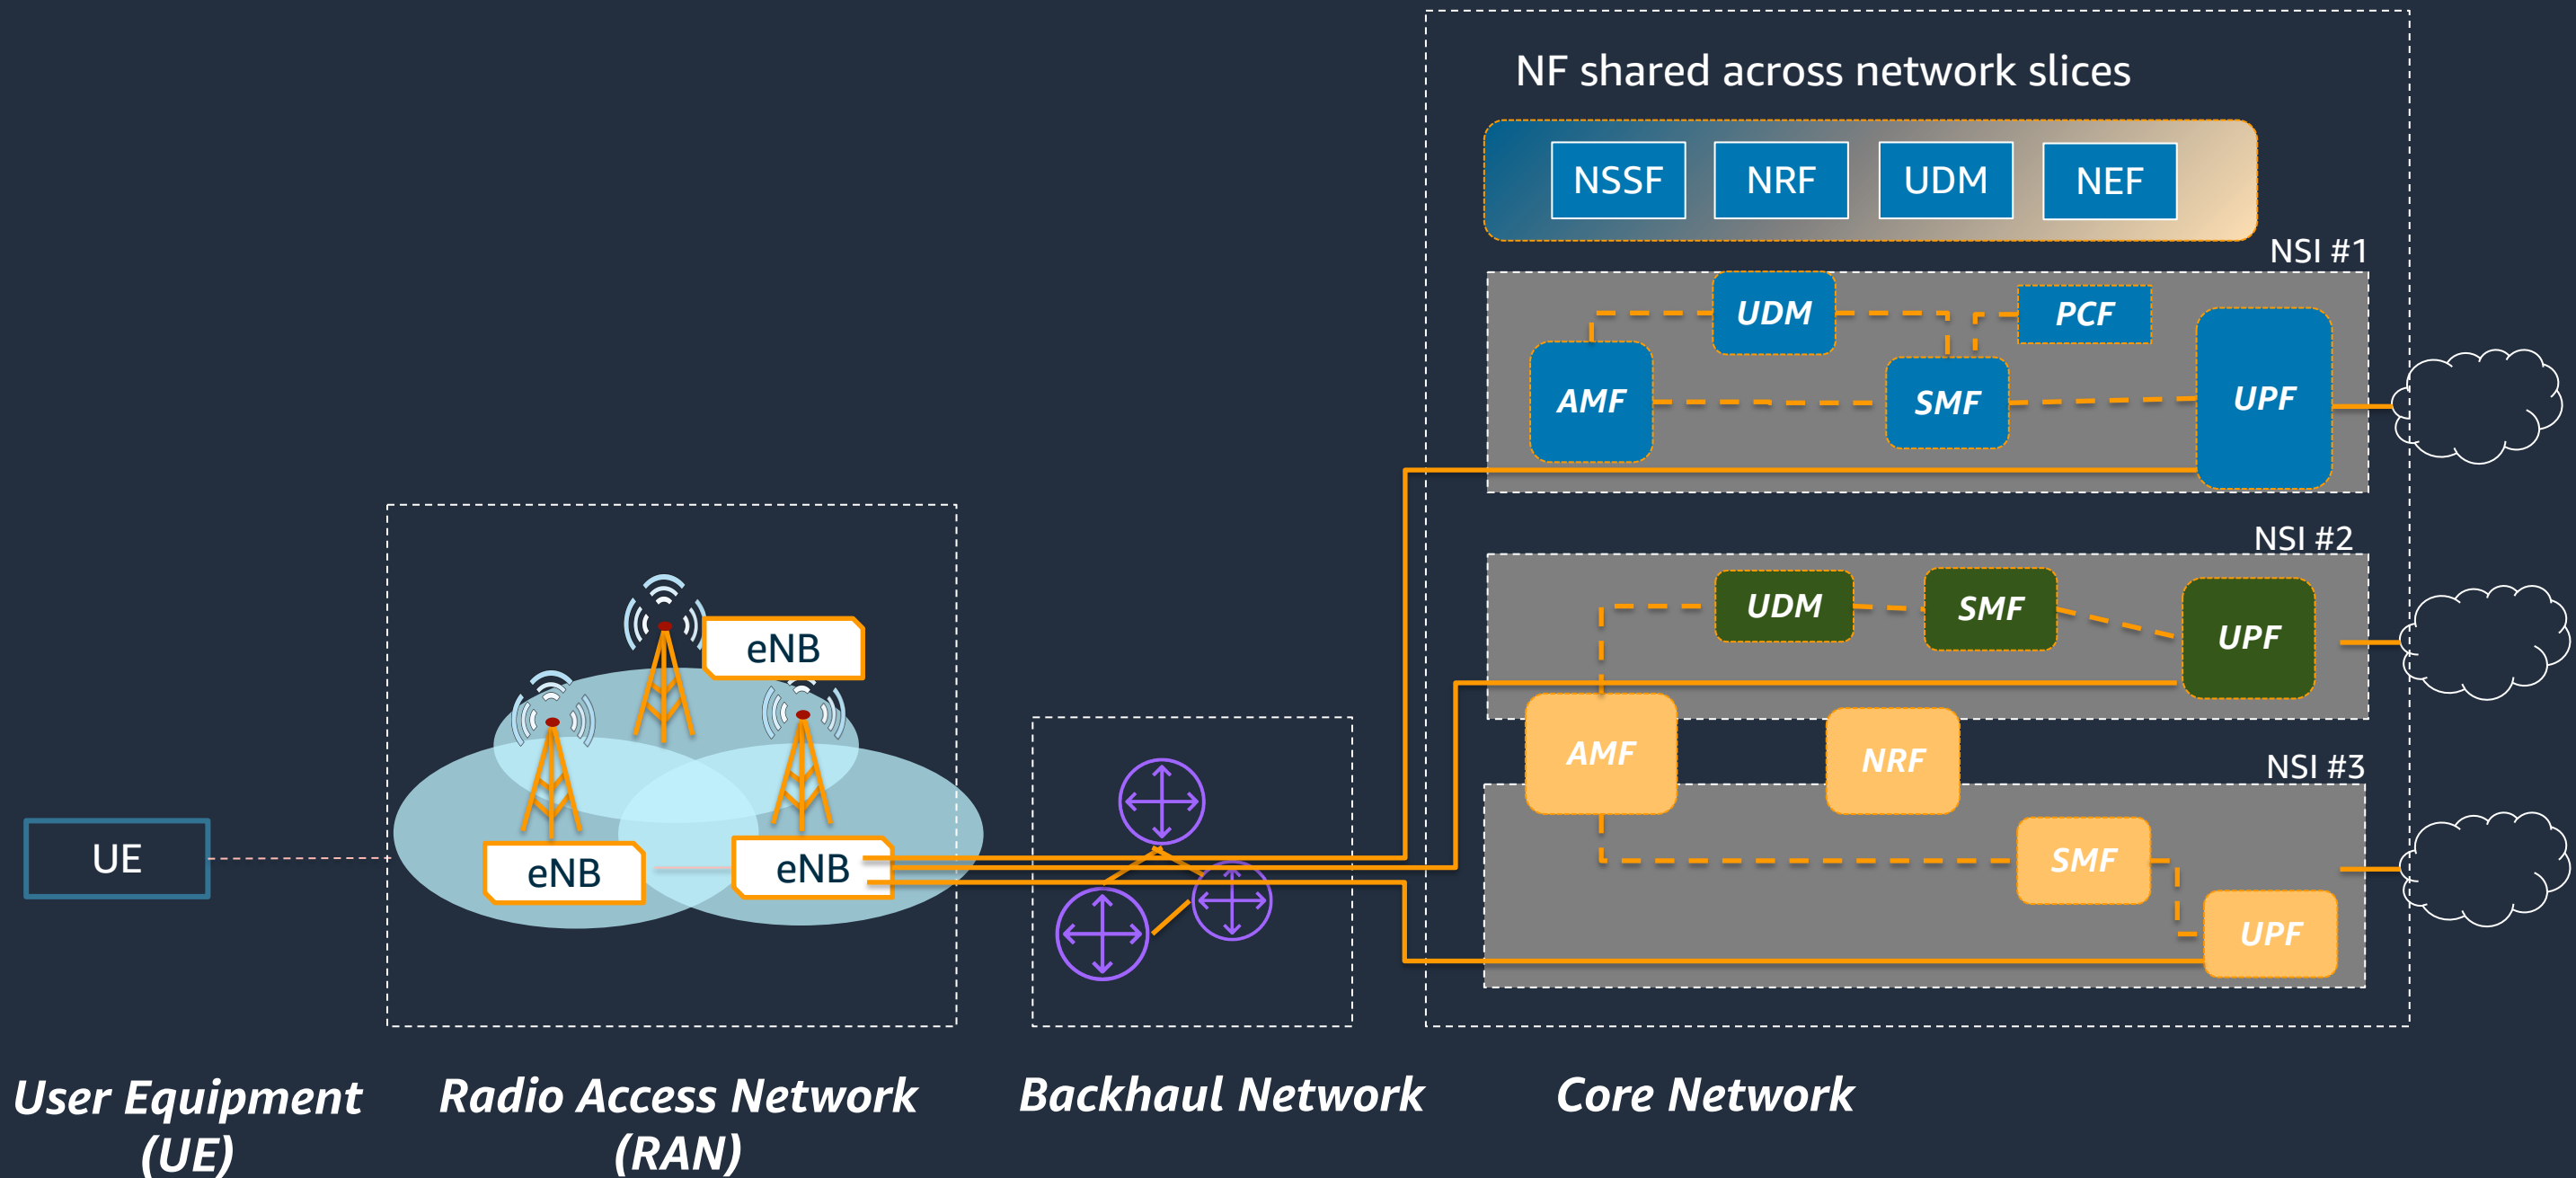 NF shared across network slices
NSSF NRF UDM NEF
NSI #1
UDM PCF
AMF SMF UPF
NSI #2
UDM SMF UPF
AMF NRF
NSI #3
SMF
UPF
eNB
eNB eNB
UE
User Equipment
(UE)
Radio Access Network
(RAN)
Backhaul Network
Core Network